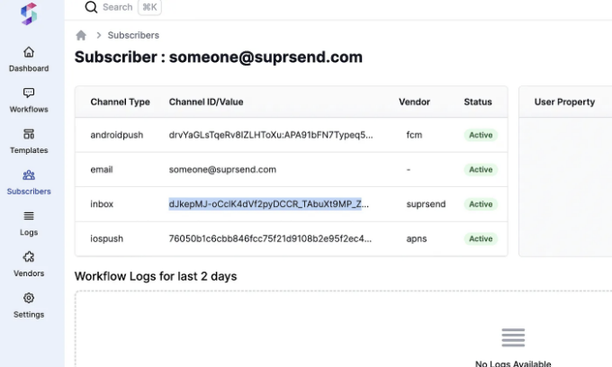 Search ⌘K
Subscribers
Subscriber : someone@suprsend.com
Dashboard
Workflows
Templates
Subscribers
Logs
Vendors
Settings
Channel Type Channel ID/Value Vendor Status User Property
androidpush drvYaGLsTqeRv8IZLHToXu:APA91bFN7Typeq5... fcm Active
email someone@suprsend.com - Active
inbox dJkepMJ-oCclK4dVf2pyDCCR_TAbuXt9MP_Z... suprsend Active
iospush 76050b1c6cbb846fcc75f21d9108b2e95f2ec4... apns Active
Workflow Logs for last 2 days
No Logs Available